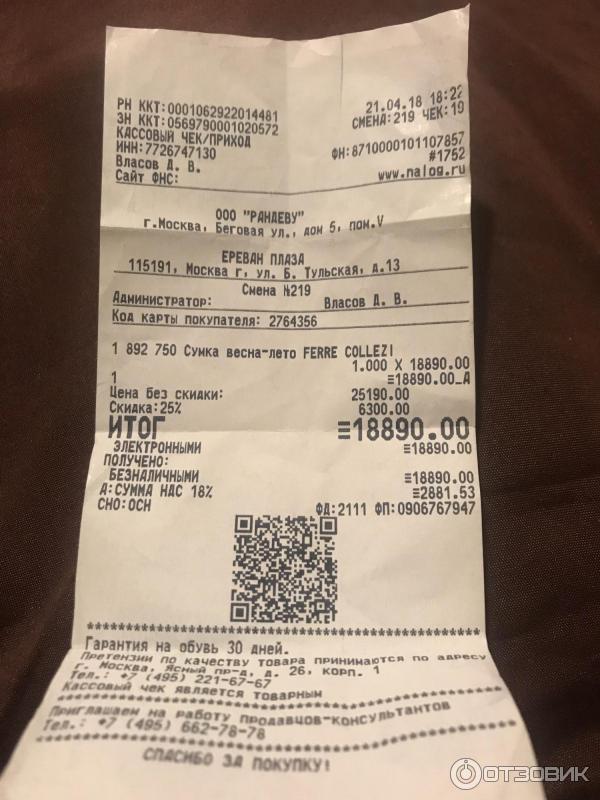 РН ККТ:0001062922014481 21.04.18 18:22
ЗН ККТ:0569790001020572 СМЕНА:219 ЧЕК:19
КАССОВЫЙ ЧЕК/ПРИХОД
ИНН:7726747130 ФН:8710000101107857
Власов Д. В. #1752
Сайт ФНС: www.nalog.ru
ООО "РАНДЕВУ"
г.Москва, Беговая ул., дом 5, пом.V
ЕРЕВАН ПЛАЗА
115191, Москва г, ул. Б. Тульская, д.13
Смена №219
Администратор: Власов Д. В.
Код карты покупателя: 2764356
1 892 750 Сумка весна-лето FERRE COLLEZI
1.000 X 18890.00
1 ≡18890.00_А
Цена без скидки: 25190.00
Скидка:25% 6300.00
ИТОГ ≡18890.00
ЭЛЕКТРОННЫМИ ≡18890.00
ПОЛУЧЕНО:
БЕЗНАЛИЧНЫМИ ≡18890.00
А:СУММА НДС 18% ≡2881.53
СНО:ОСН ФД:2111 ФП:0906767947
Гарантия на обувь 30 дней.
Претензии по качеству товара принимаются по адресу
г. Москва, Ясный пр-д, д. 26, корп. 1
Тел.: +7 (495) 221-67-67
Кассовый чек является товарным
Приглашаем на работу продавцов-консультантов
Тел.: +7 (495) 662-78-78
СПАСИБО ЗА ПОКУПКУ!
ОТЗОВИК